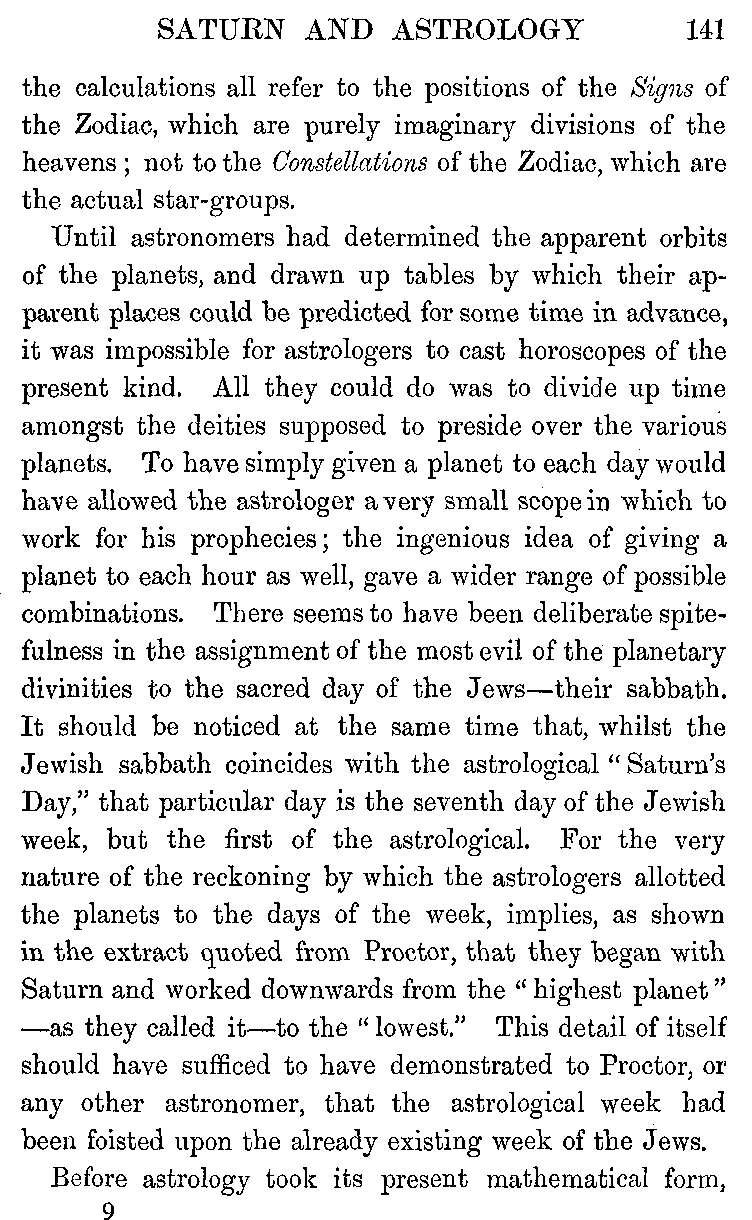 SATURN AND ASTROLOGY 141
the calculations all refer to the positions of the Signs of
the Zodiac, which are purely imaginary divisions of the
heavens; not to the Constellations of the Zodiac, which are
the actual star-groups.
Until astronomers had determined the apparent orbits
of the planets, and drawn up tables by which their ap-
parent places could be predicted for some time in advance,
it was impossible for astrologers to cast horoscopes of the
present kind. All they could do was to divide up time
amongst the deities supposed to preside over the various
planets. To have simply given a planet to each day would
have allowed the astrologer a very small scope in which to
work for his prophecies; the ingenious idea of giving a
planet to each hour as well, gave a wider range of possible
combinations. There seems to have been deliberate spite-
fulness in the assignment of the most evil of the planetary
divinities to the sacred day of the Jews—their sabbath.
It should be noticed at the same time that, whilst the
Jewish sabbath coincides with the astrological "Saturn's
Day," that particular day is the seventh day of the Jewish
week, but the first of the astrological. For the very
nature of the reckoning by which the astrologers allotted
the planets to the days of the week, implies, as shown
in the extract quoted from Proctor, that they began with
Saturn and worked downwards from the "highest planet"
—as they called it—to the "lowest." This detail of itself
should have sufficed to have demonstrated to Proctor, or
any other astronomer, that the astrological week had
been foisted upon the already existing week of the Jews.
Before astrology took its present mathematical form,
9